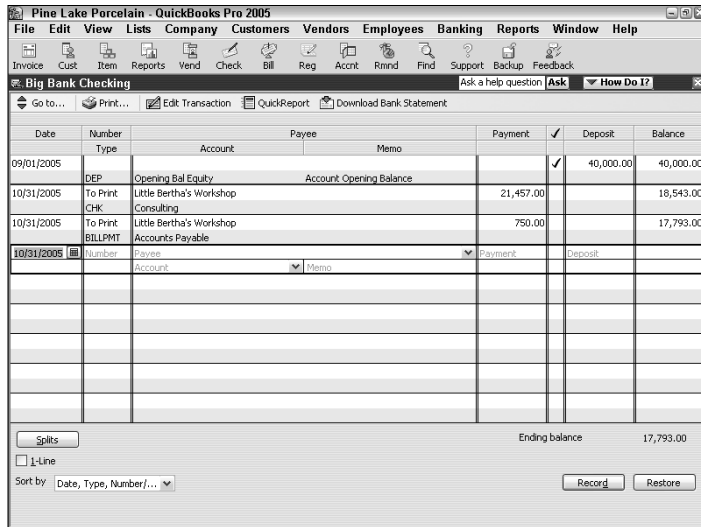 Pine Lake Porcelain - QuickBooks Pro 2005
File Edit View Lists Company Customers Vendors Employees Banking Reports Window Help
Invoice Cust Item Reports Vend Check Bill Reg Accnt Rmnd Find Support Backup Feedback
Big Bank Checking Ask a help question Ask How Do I?
Go to... Print... Edit Transaction QuickReport Download Bank Statement
Date Number Payee Payment ✓ Deposit Balance
Type Account Memo
09/01/2005 ✓ 40,000.00 40,000.00
DEP Opening Bal Equity Account Opening Balance
10/31/2005 To Print Little Bertha's Workshop 21,457.00 18,543.00
CHK Consulting
10/31/2005 To Print Little Bertha's Workshop 750.00 17,793.00
BILLPMT Accounts Payable
10/31/2005 Number Payee Payment Deposit
Account Memo
Splits Ending balance 17,793.00
1-Line
Sort by Date, Type, Number/... Record Restore